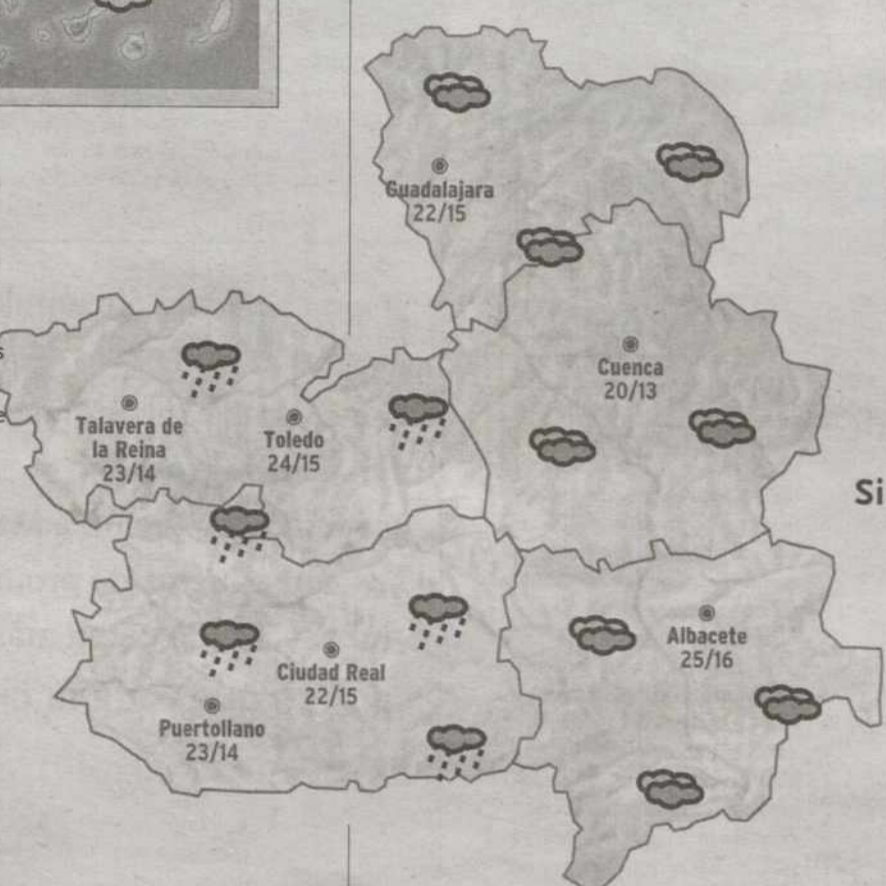 Guadalajara
22/15
Cuenca
20/13
Talavera de
la Reina
23/14
Toledo
24/15
Si
Albacete
25/16
Ciudad Real
22/15
Puertollano
23/14